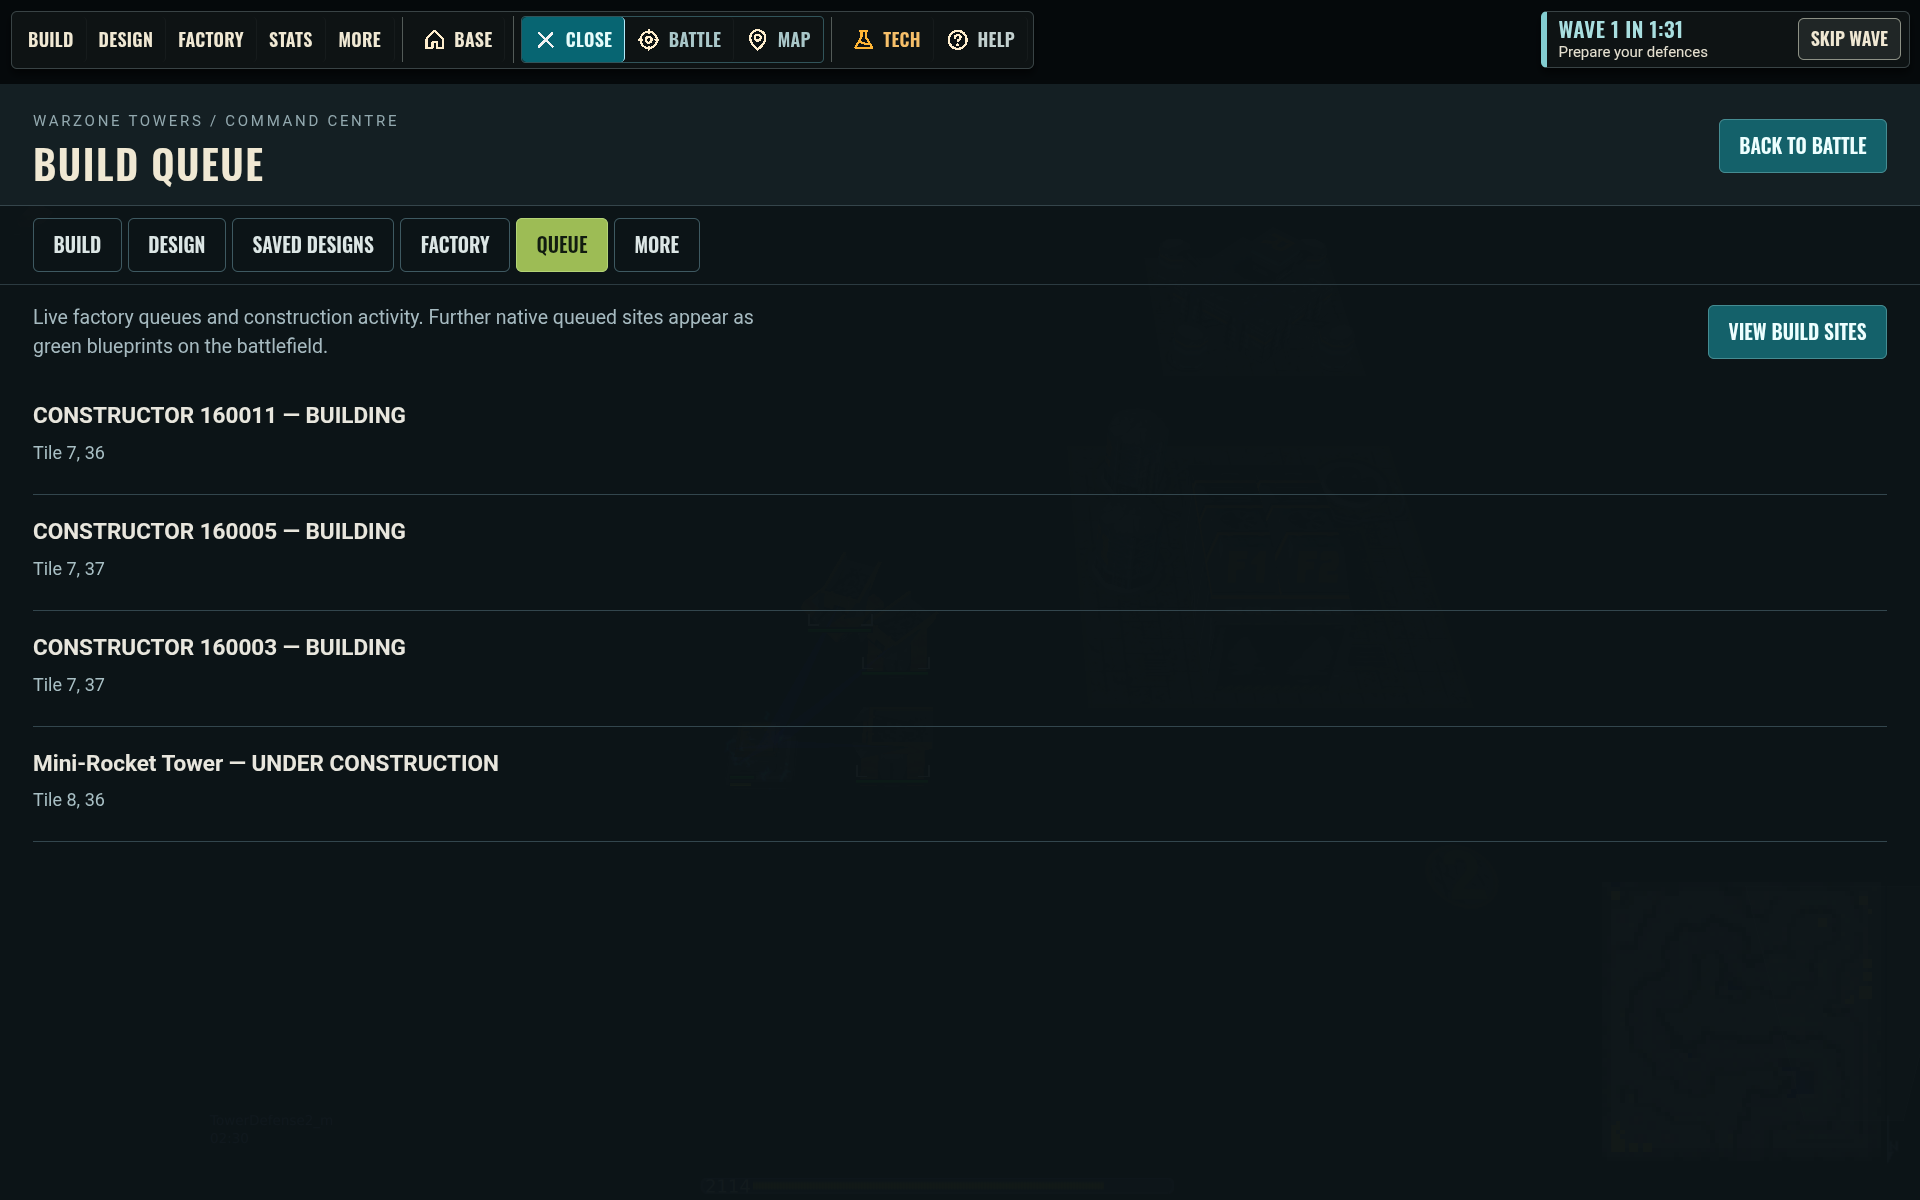 BUILD DESIGN FACTORY STATS MORE BASE CLOSE BATTLE MAP TECH HELP
WAVE 1 IN 1:31
Prepare your defences
SKIP WAVE
WARZONE TOWERS / COMMAND CENTRE
BUILD QUEUE
BACK TO BATTLE
BUILD DESIGN SAVED DESIGNS FACTORY QUEUE MORE
Live factory queues and construction activity. Further native queued sites appear as
green blueprints on the battlefield.
VIEW BUILD SITES
CONSTRUCTOR 160011 — BUILDING
Tile 7, 36
CONSTRUCTOR 160005 — BUILDING
Tile 7, 37
CONSTRUCTOR 160003 — BUILDING
Tile 7, 37
Mini-Rocket Tower — UNDER CONSTRUCTION
Tile 8, 36
2114